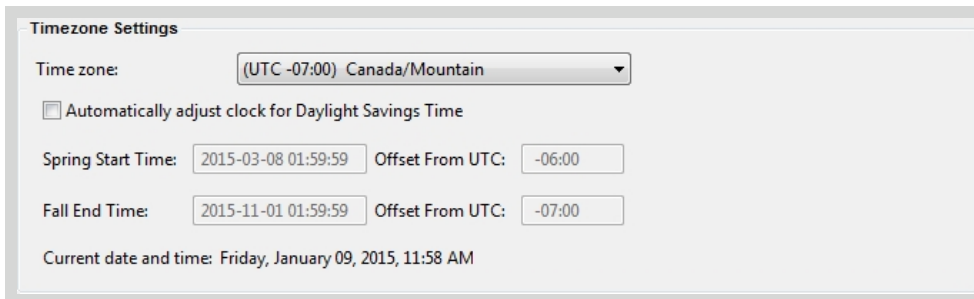 Timezone Settings
Time zone: (UTC -07:00) Canada/Mountain
Automatically adjust clock for Daylight Savings Time
Spring Start Time: 2015-03-08 01:59:59 Offset From UTC: -06:00
Fall End Time: 2015-11-01 01:59:59 Offset From UTC: -07:00
Current date and time: Friday, January 09, 2015, 11:58 AM